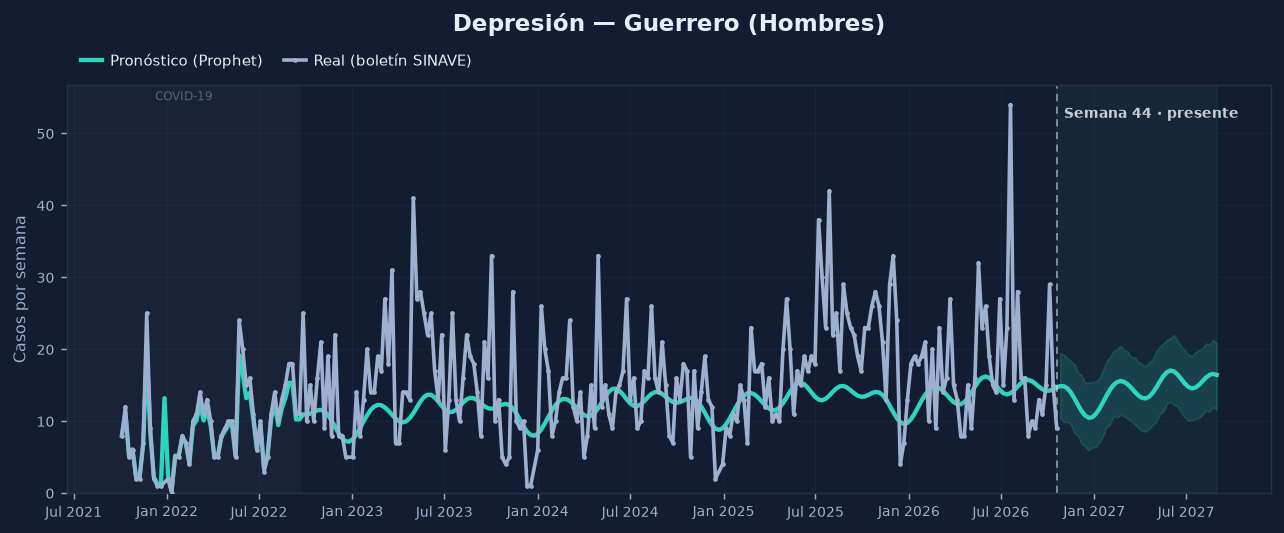 Depresión — Guerrero (Hombres)
Pronóstico (Prophet)
Real (boletín SINAVE)
COVID-19
Semana 44 · presente
Casos por semana
50
40
30
20
10
0
Jul 2021
Jan 2022
Jul 2022
Jan 2023
Jul 2023
Jan 2024
Jul 2024
Jan 2025
Jul 2025
Jan 2026
Jul 2026
Jan 2027
Jul 2027